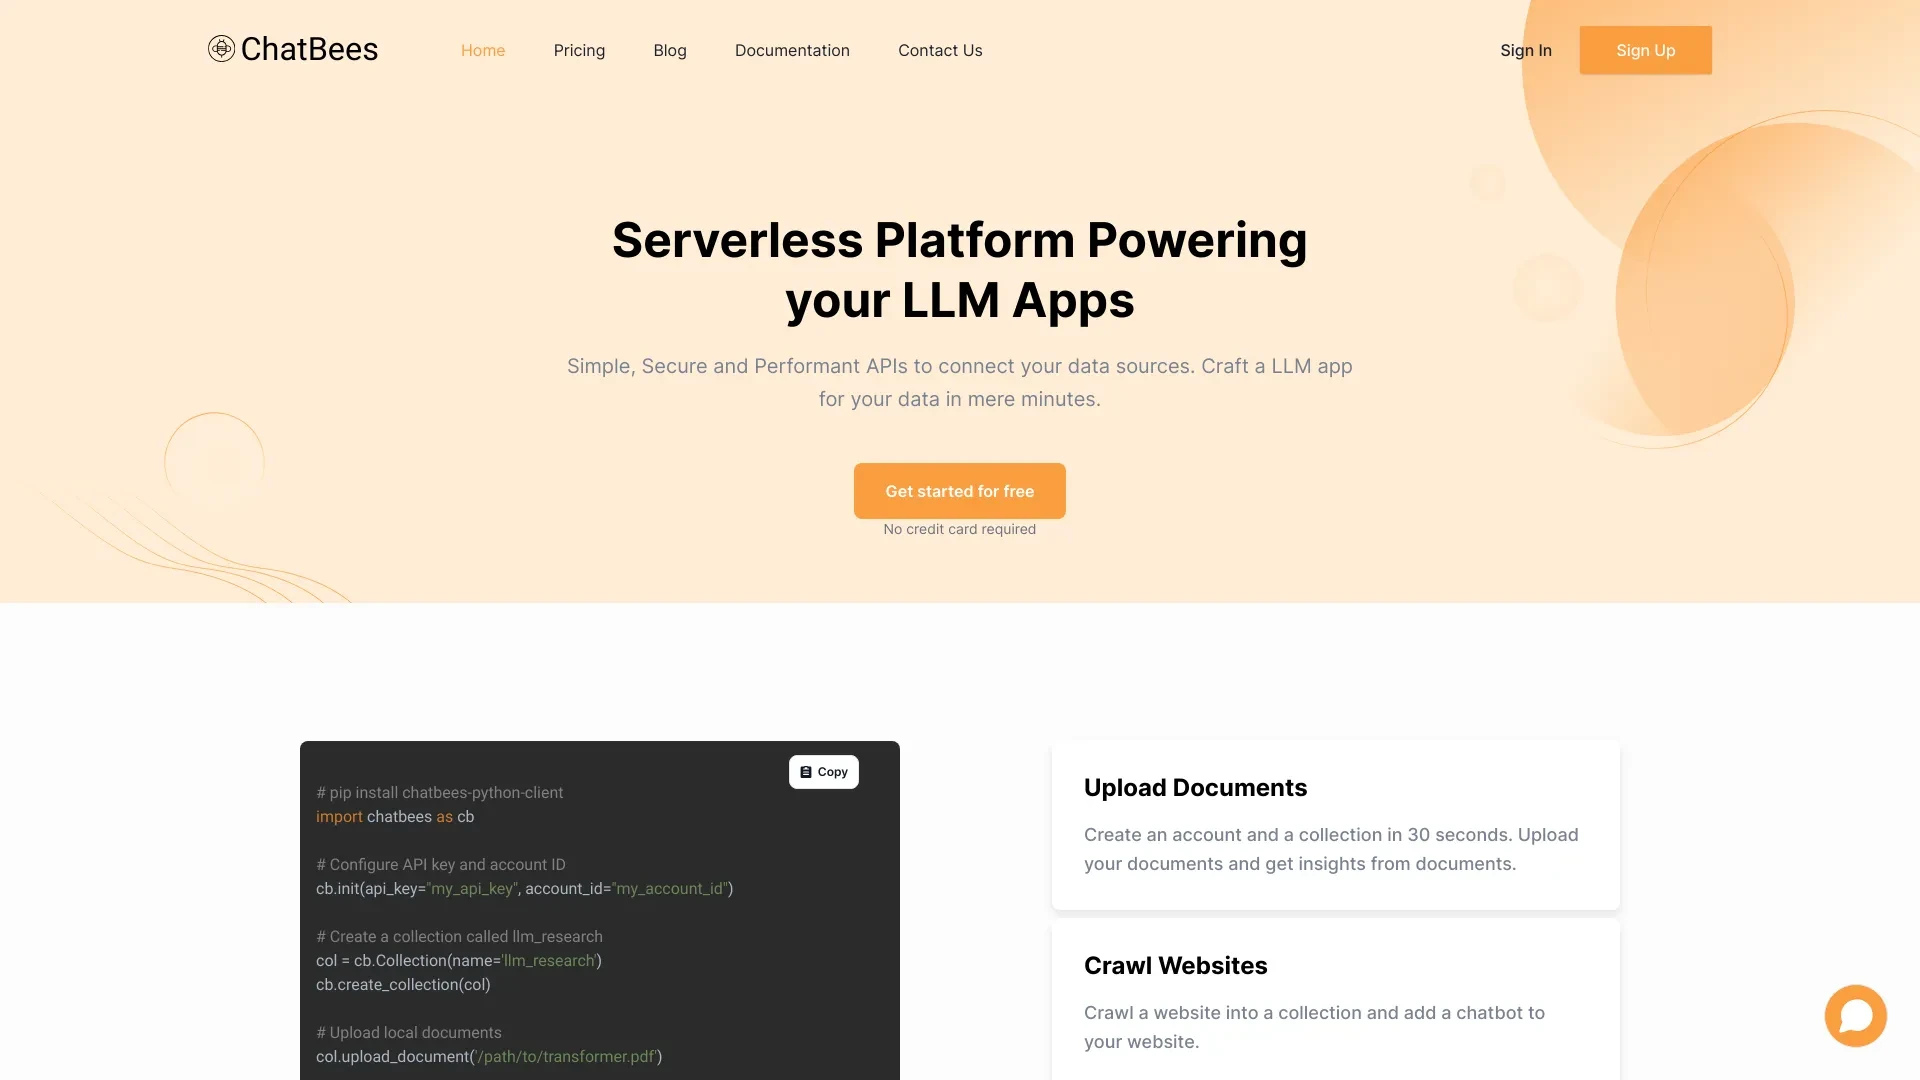 ChatBees
Home
Pricing
Blog
Documentation
Contact Us
Sign In
Sign Up
Serverless Platform Powering
your LLM Apps
Simple, Secure and Performant APIs to connect your data sources. Craft a LLM app
for your data in mere minutes.
Get started for free
No credit card required
Copy
# pip install chatbees-python-client
import chatbees as cb
# Configure API key and account ID
cb.init(api_key="my_api_key", account_id="my_account_id")
# Create a collection called llm_research
col = cb.Collection(name='llm_research')
cb.create_collection(col)
# Upload local documents
col.upload_document('/path/to/transformer.pdf')
Upload Documents
Create an account and a collection in 30 seconds. Upload
your documents and get insights from documents.
Crawl Websites
Crawl a website into a collection and add a chatbot to
your website.